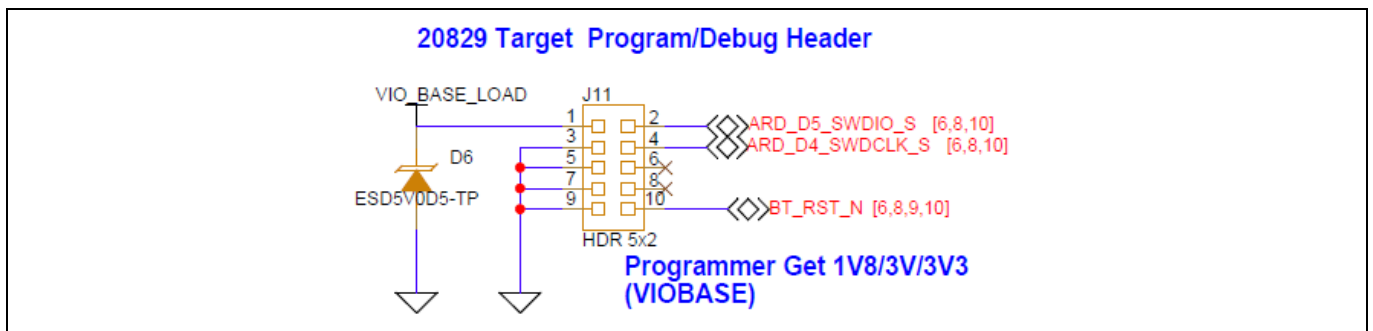 20829 Target Program/Debug Header
VIO_BASE_LOAD
J11
1
2
ARD_D5_SWDIO_S [6,8,10]
3
4
ARD_D4_SWDCLK_S [6,8,10]
D6
5
6
7
8
ESD5V0D5-TP
9
10
BT_RST_N [6,8,9,10]
HDR 5x2
Programmer Get 1V8/3V/3V3
(VIOBASE)